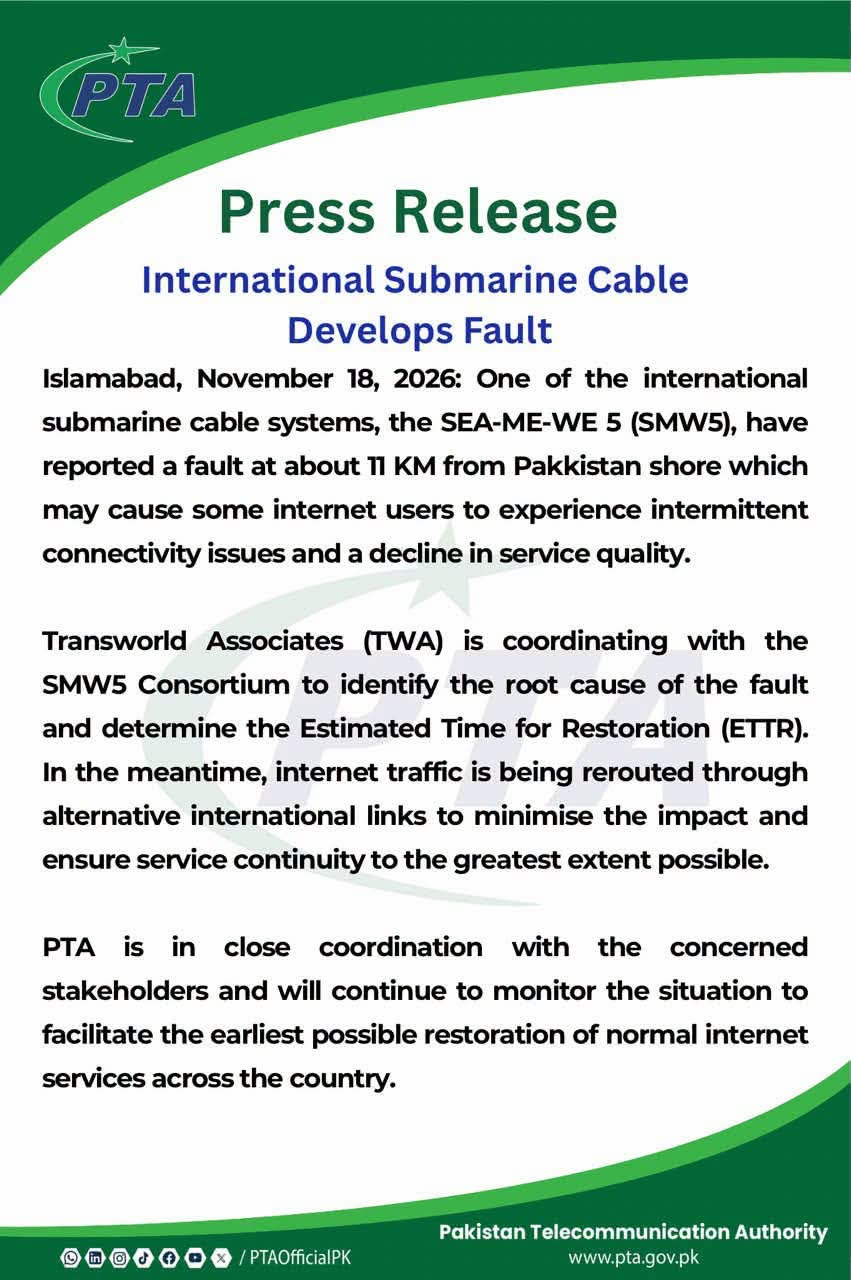 PTA
Press Release
International Submarine Cable
Develops Fault
Islamabad, November 18, 2026: One of the international
submarine cable systems, the SEA-ME-WE 5 (SMW5), have
reported a fault at about 11 KM from Pakkistan shore which
may cause some internet users to experience intermittent
connectivity issues and a decline in service quality.
Transworld Associates (TWA) is coordinating with the
SMW5 Consortium to identify the root cause of the fault
and determine the Estimated Time for Restoration (ETTR).
In the meantime, internet traffic is being rerouted through
alternative international links to minimise the impact and
ensure service continuity to the greatest extent possible.
PTA is in close coordination with the concerned
stakeholders and will continue to monitor the situation to
facilitate the earliest possible restoration of normal internet
services across the country.
Pakistan Telecommunication Authority
/ PTAOfficialPK
www.pta.gov.pk